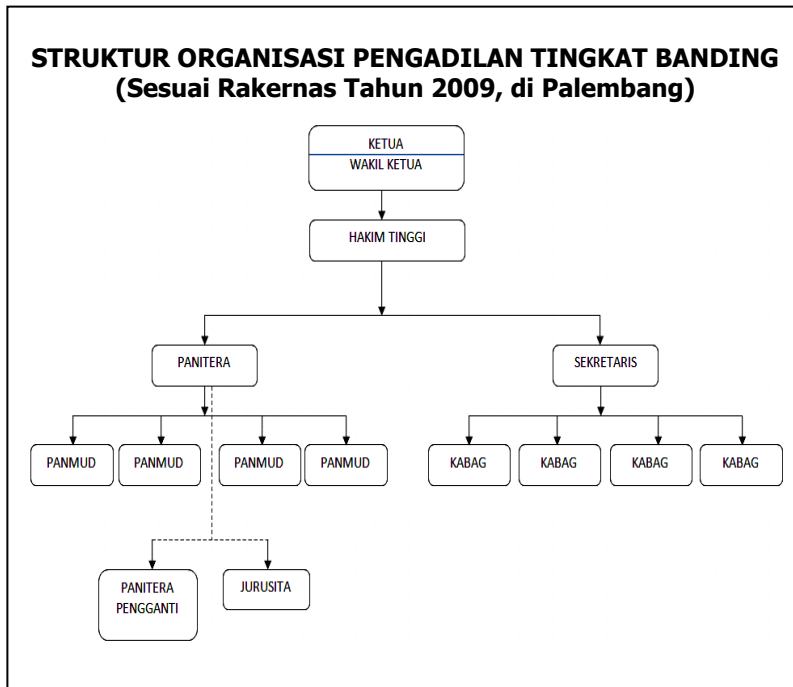 STRUKTUR ORGANISASI PENGADILAN TINGKAT BANDING
(Sesuai Rakernas Tahun 2009, di Palembang)
KETUA
WAKIL KETUA
HAKIM TINGGI
PANITERA
SEKRETARIS
PANMUD
PANMUD
PANMUD
PANMUD
KABAG
KABAG
KABAG
KABAG
PANITERA
PENGGANTI
JURUSITA